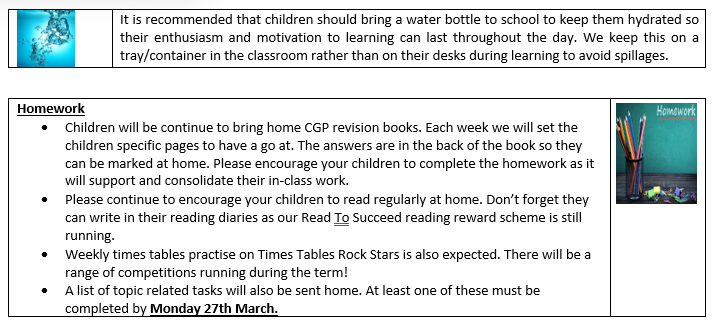 It is recommended that children should bring a water bottle to school to keep them hydrated so
their enthusiasm and motivation to learning can last throughout the day. We keep this on a
tray/container in the classroom rather than on their desks during learning to avoid spillages.
Homework
• Children will be continue to bring home CGP revision books. Each week we will set the
children specific pages to have a go at. The answers are in the back of the book so they
can be marked at home. Please encourage your children to complete the homework as it
will support and consolidate their in-class work.
• Please continue to encourage your children to read regularly at home. Don’t forget they
can write in their reading diaries as our Read To Succeed reading reward scheme is still
running.
• Weekly times tables practise on Times Tables Rock Stars is also expected. There will be a
range of competitions running during the term!
• A list of topic related tasks will also be sent home. At least one of these must be
completed by Monday 27th March.
Homework